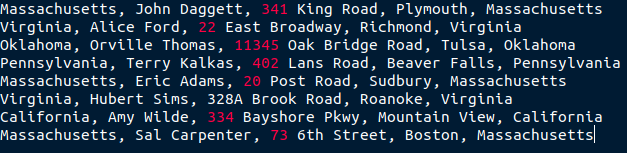 Massachusetts, John Daggett, 341 King Road, Plymouth, Massachusetts
Virginia, Alice Ford, 22 East Broadway, Richmond, Virginia
Oklahoma, Orville Thomas, 11345 Oak Bridge Road, Tulsa, Oklahoma
Pennsylvania, Terry Kalkas, 402 Lans Road, Beaver Falls, Pennsylvania
Massachusetts, Eric Adams, 20 Post Road, Sudbury, Massachusetts
Virginia, Hubert Sims, 328A Brook Road, Roanoke, Virginia
California, Amy Wilde, 334 Bayshore Pkwy, Mountain View, California
Massachusetts, Sal Carpenter, 73 6th Street, Boston, Massachusetts